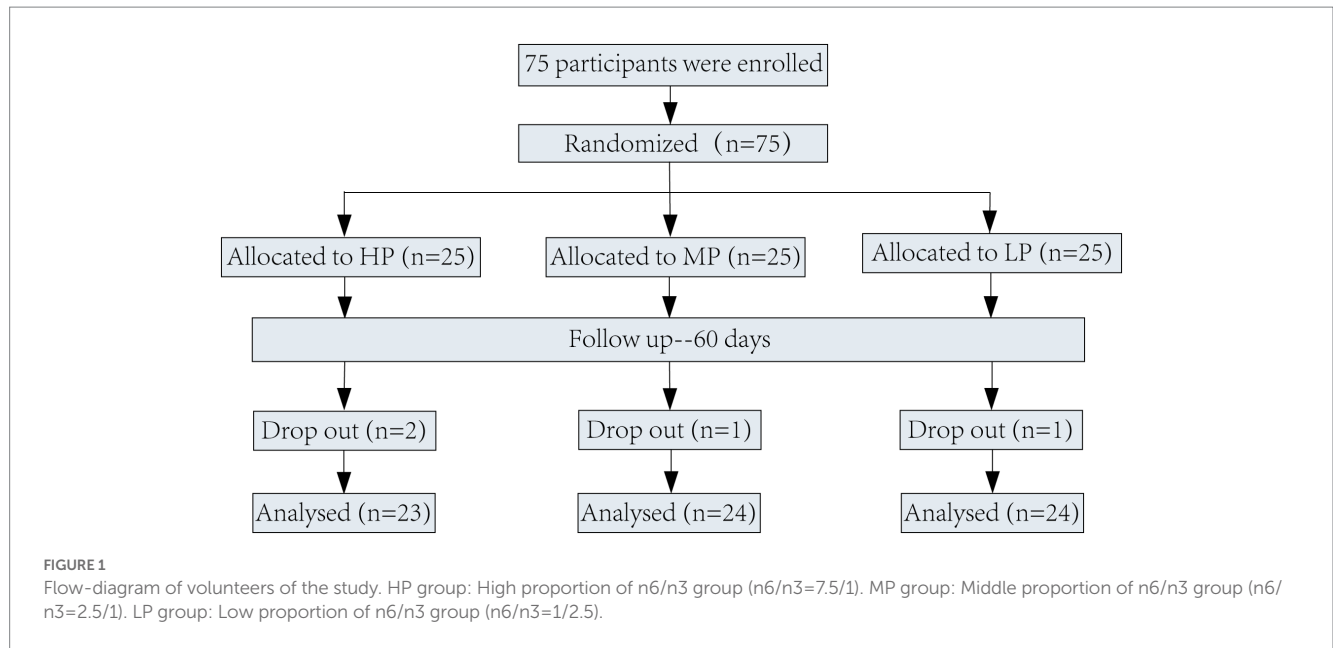 75 participants were enrolled
Randomized (n=75)
Allocated to HP (n=25)
Allocated to MP (n=25)
Allocated to LP (n=25)
Follow up--60 days
Drop out (n=2)
Drop out (n=1)
Drop out (n=1)
Analysed (n=23)
Analysed (n=24)
Analysed (n=24)
FIGURE 1
Flow-diagram of volunteers of the study. HP group: High proportion of n6/n3 group (n6/n3=7.5/1). MP group: Middle proportion of n6/n3 group (n6/
n3=2.5/1). LP group: Low proportion of n6/n3 group (n6/n3=1/2.5).